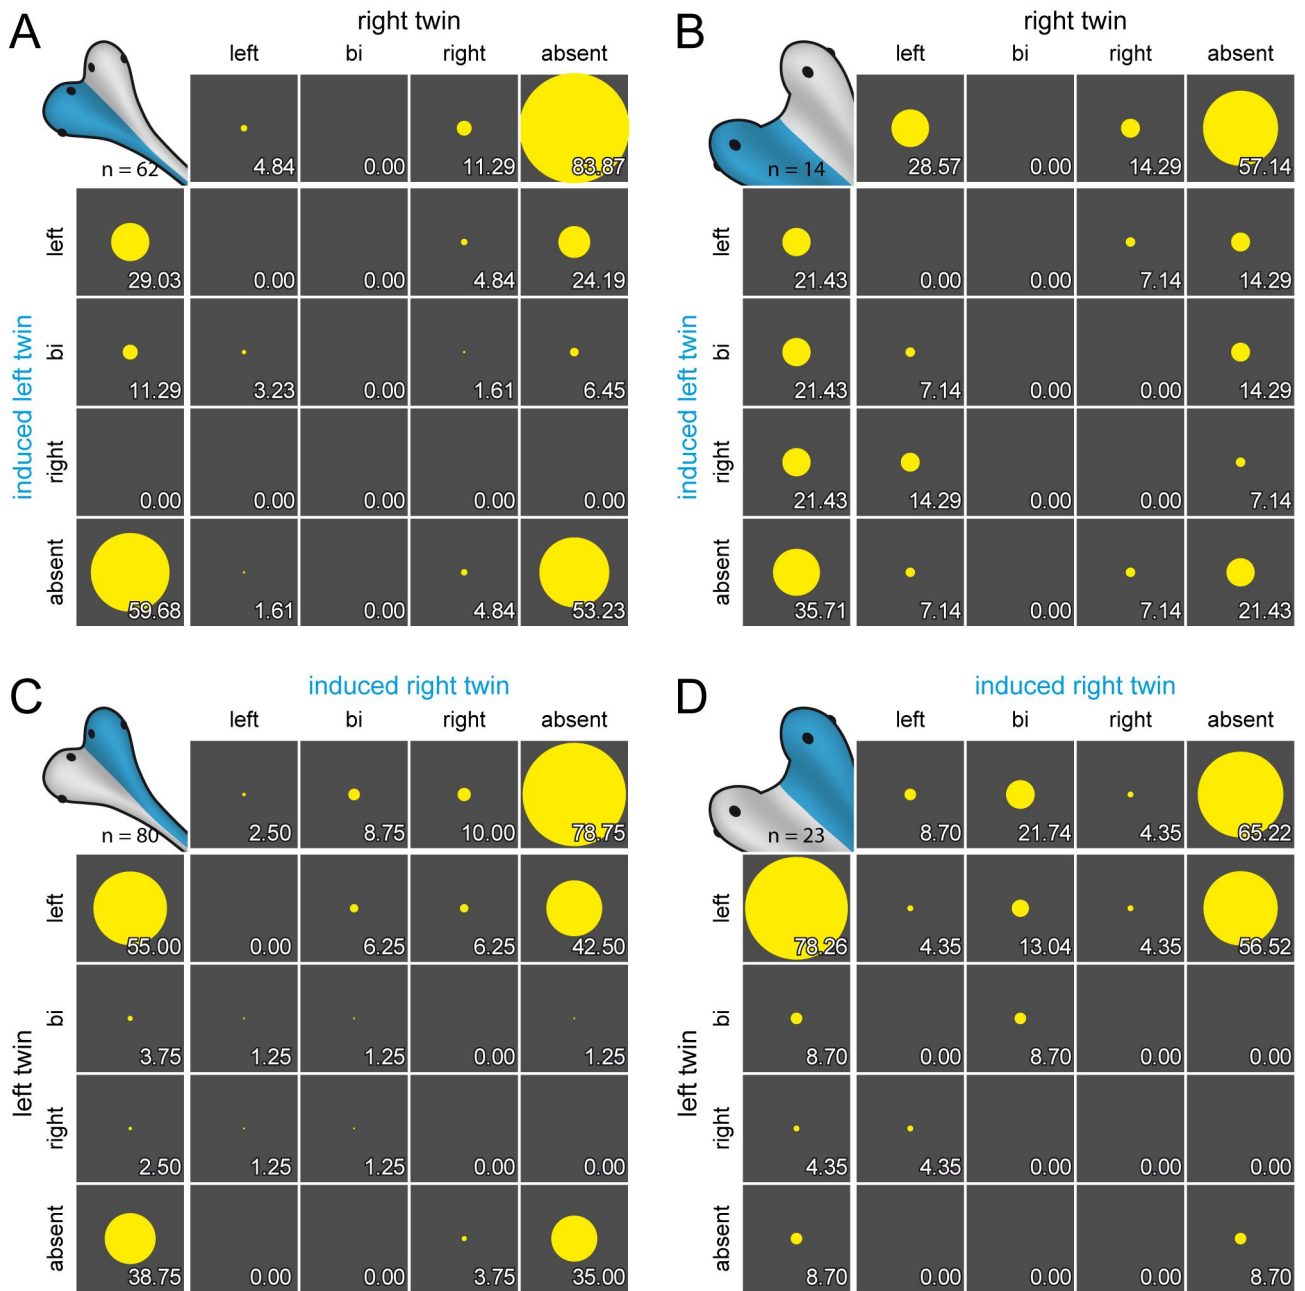 A
right twin
left bi right absent
n = 62
4.84 0.00 11.29 83.87
induced left twin
left
29.03 0.00 0.00 4.84 24.19
bi
11.29 3.23 0.00 1.61 6.45
right
0.00 0.00 0.00 0.00 0.00
absent
59.68 1.61 0.00 4.84 53.23
B
right twin
left bi right absent
n = 14
28.57 0.00 14.29 57.14
induced left twin
left
21.43 0.00 0.00 7.14 14.29
bi
21.43 7.14 0.00 0.00 14.29
right
21.43 14.29 0.00 0.00 7.14
absent
35.71 7.14 0.00 7.14 21.43
C
induced right twin
left bi right absent
n = 80
2.50 8.75 10.00 78.75
left twin
left
55.00 0.00 6.25 6.25 42.50
bi
3.75 1.25 1.25 0.00 1.25
right
2.50 1.25 1.25 0.00 0.00
absent
38.75 0.00 0.00 3.75 35.00
D
induced right twin
left bi right absent
n = 23
8.70 21.74 4.35 65.22
left twin
left
78.26 4.35 13.04 4.35 56.52
bi
8.70 0.00 8.70 0.00 0.00
right
4.35 4.35 0.00 0.00 0.00
absent
8.70 0.00 0.00 0.00 8.70